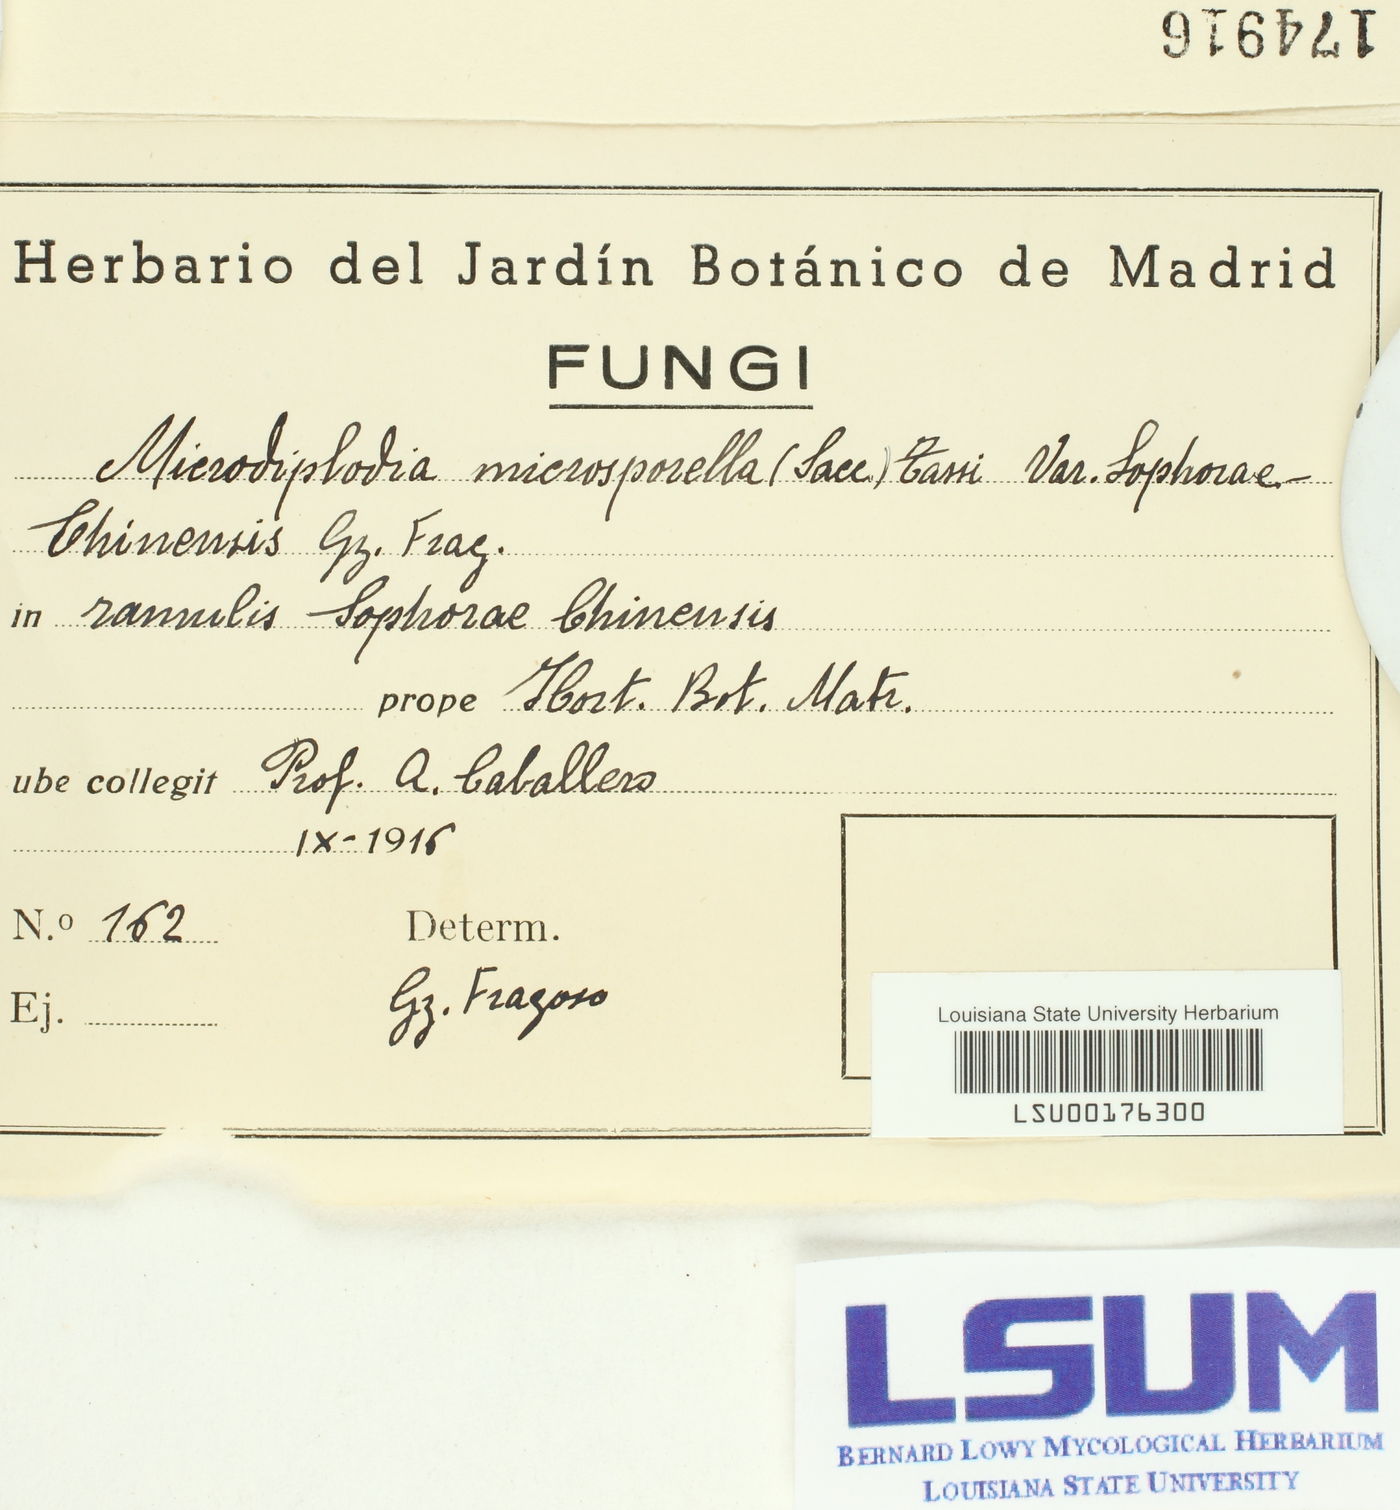 174916
Herbario del Jardín Botánico de Madrid
FUNGI
Microdiplodia microsporella (Sacc.) Tassi Var. Sophorae-
Chinensis Gz. Frag.
in ramulis Sophorae Chinensis
prope Hort. Bot. Matr.
ube collegit Prof. A. Caballero
IX-1916
N.º 162 Determ.
Ej. Gz. Fragoso
Louisiana State University Herbarium
LSU00176300
LSUM
BERNARD LOWY MYCOLOGICAL HERBARIUM
LOUISIANA STATE UNIVERSITY